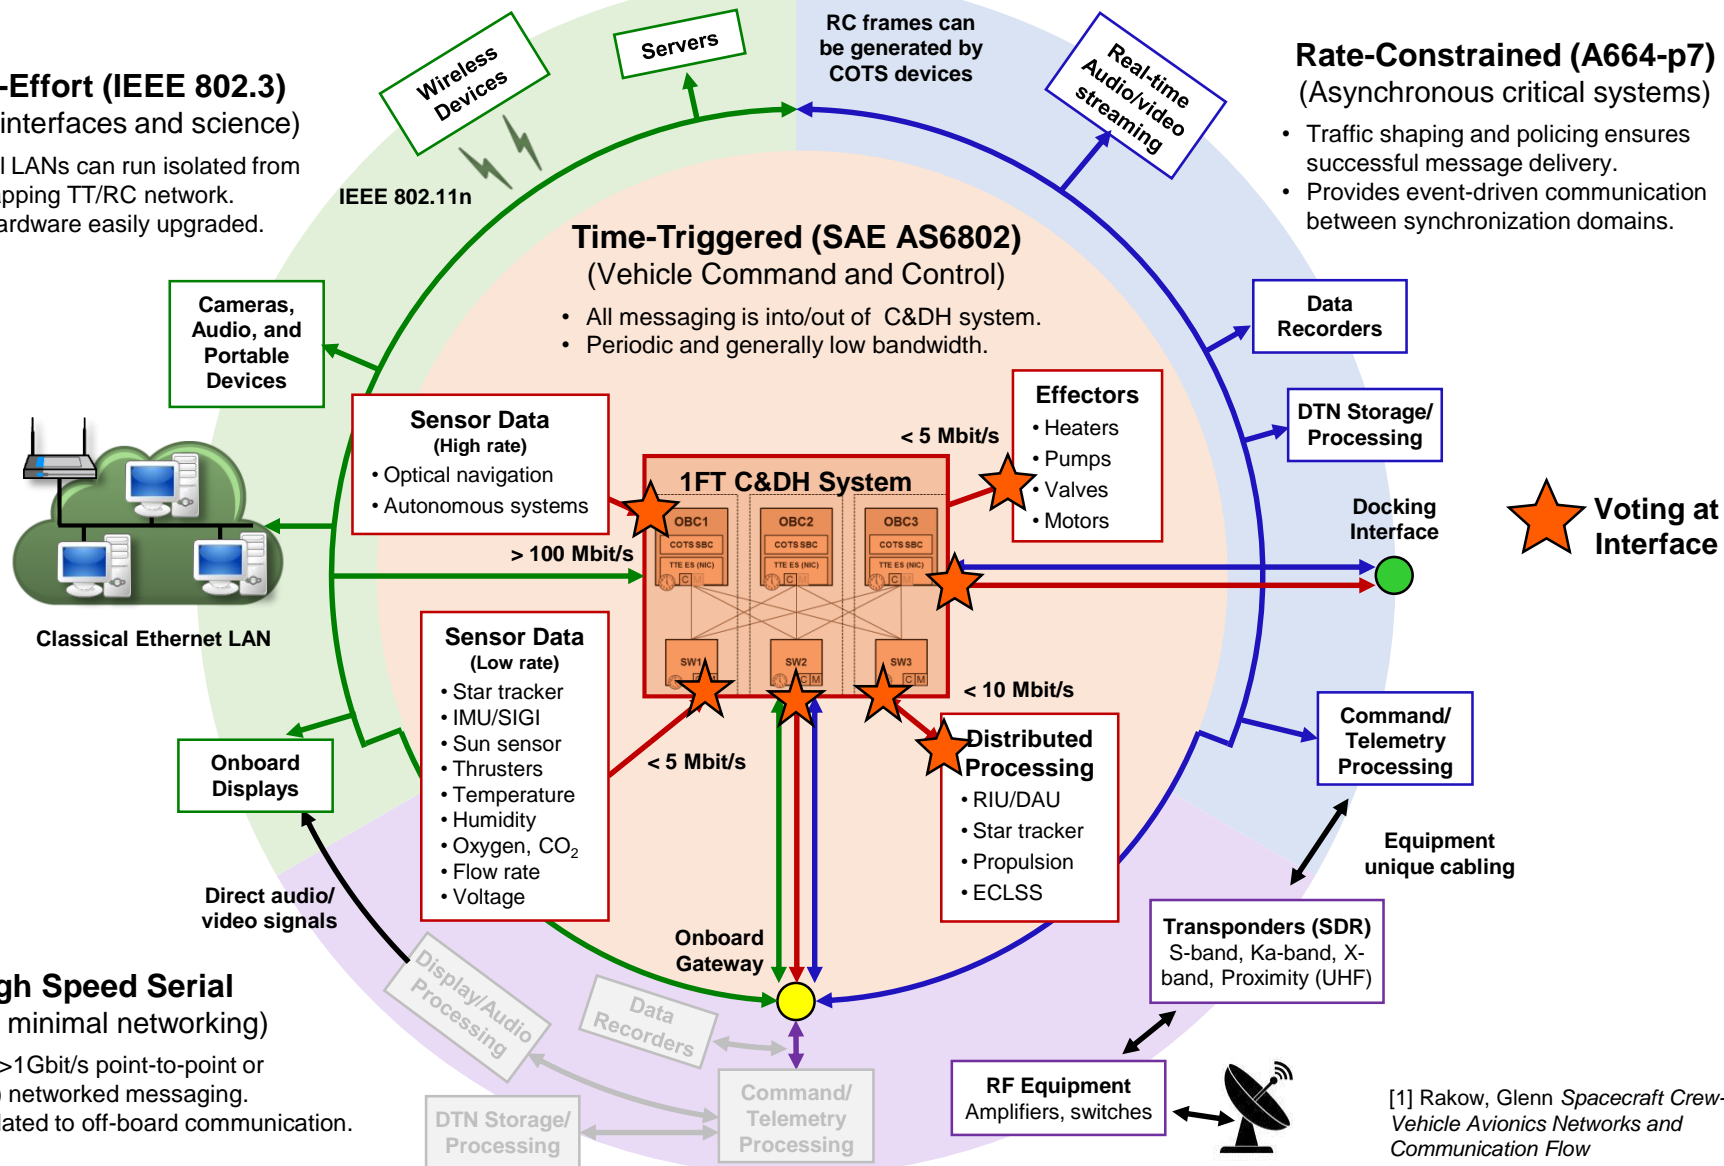 -Effort (IEEE 802.3)
interfaces and science)
l LANs can run isolated from
apping TT/RC network.
ardware easily upgraded.
Wireless
Devices
Servers
IEEE 802.11n
RC frames can
be generated by
COTS devices
Real-time
Audio/video
streaming
Rate-Constrained (A664-p7)
(Asynchronous critical systems)
• Traffic shaping and policing ensures
successful message delivery.
• Provides event-driven communication
between synchronization domains.
Time-Triggered (SAE AS6802)
(Vehicle Command and Control)
• All messaging is into/out of C&DH system.
• Periodic and generally low bandwidth.
Cameras,
Audio, and
Portable
Devices
Data
Recorders
DTN Storage/
Processing
Sensor Data
(High rate)
• Optical navigation
• Autonomous systems
< 5 Mbit/s
Effectors
• Heaters
• Pumps
• Valves
• Motors
1FT C&DH System
OBC1
COTS SBC
TTE ES (NIC)
C M
OBC2
COTS SBC
TTE ES (NIC)
C M
OBC3
COTS SBC
TTE ES (NIC)
C M
SW1
C M
SW2
C M
SW3
C M
> 100 Mbit/s
Docking
Interface
Voting at
Interface
Classical Ethernet LAN
Sensor Data
(Low rate)
• Star tracker
• IMU/SIGI
• Sun sensor
• Thrusters
• Temperature
• Humidity
• Oxygen, CO2
• Flow rate
• Voltage
< 5 Mbit/s
< 10 Mbit/s
Distributed
Processing
• RIU/DAU
• Star tracker
• Propulsion
• ECLSS
Onboard
Displays
Command/
Telemetry
Processing
Equipment
unique cabling
Direct audio/
video signals
Onboard
Gateway
Transponders (SDR)
S-band, Ka-band, X-
band, Proximity (UHF)
gh Speed Serial
minimal networking)
>1Gbit/s point-to-point or
) networked messaging.
lated to off-board communication.
Display/Audio
Processing
Data
Recorders
DTN Storage/
Processing
Command/
Telemetry
Processing
RF Equipment
Amplifiers, switches
[1] Rakow, Glenn Spacecraft Crew-
Vehicle Avionics Networks and
Communication Flow